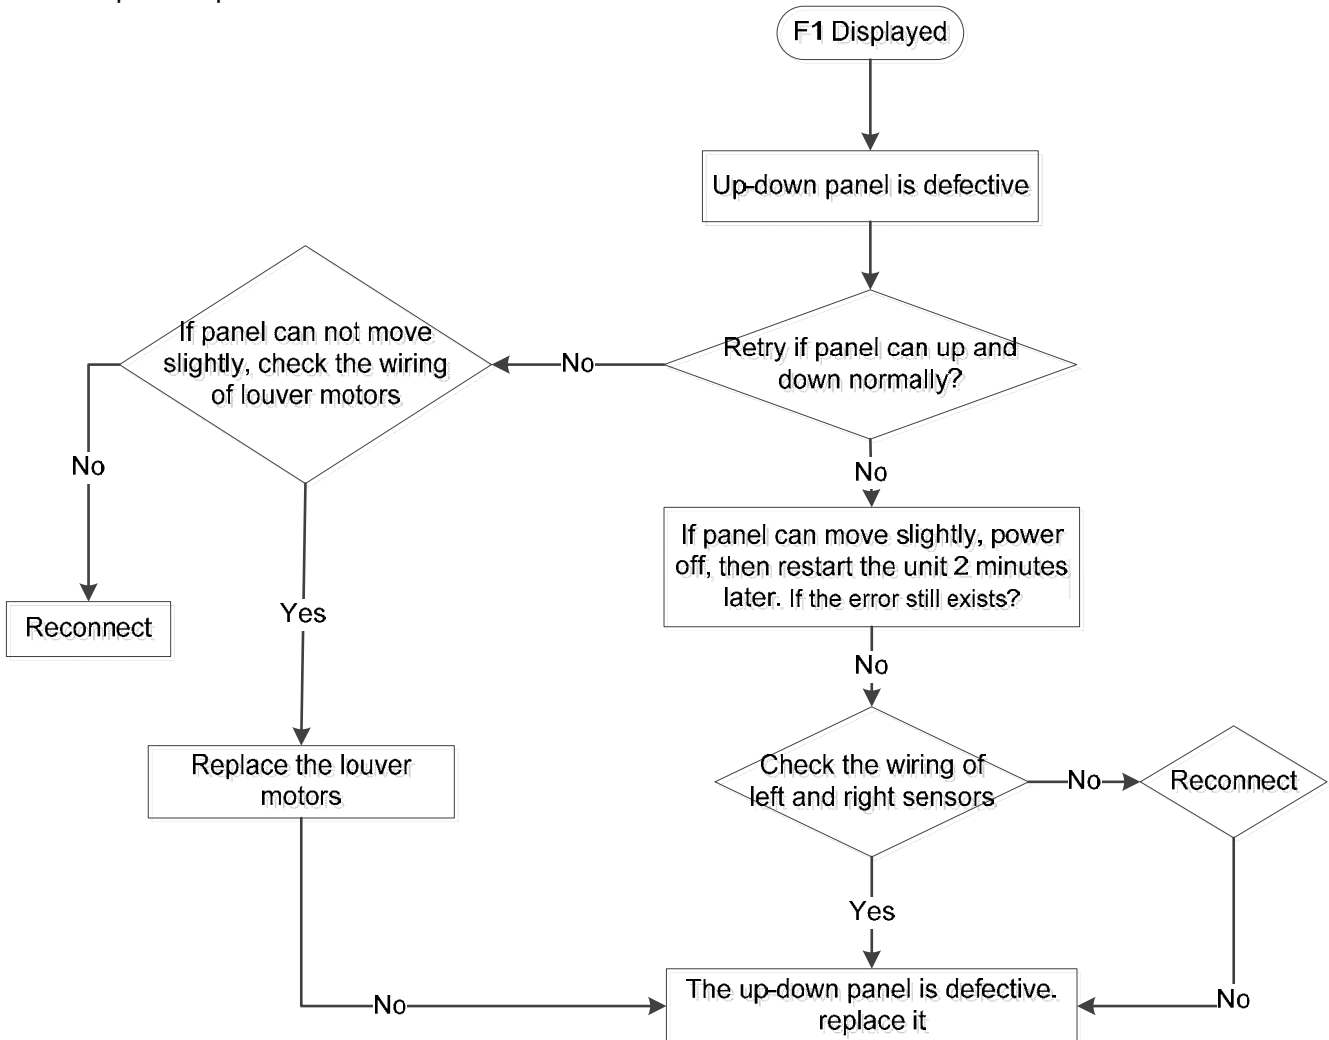 F1 Displayed
Up-down panel is defective
Retry if panel can up and
down normally?
No
If panel can not move
slightly, check the wiring
of louver motors
No
Reconnect
Yes
Replace the louver
motors
No
No
If panel can move slightly, power
off, then restart the unit 2 minutes
later. If the error still exists?
No
Check the wiring of
left and right sensors
No
Reconnect
Yes
No
The up-down panel is defective.
replace it